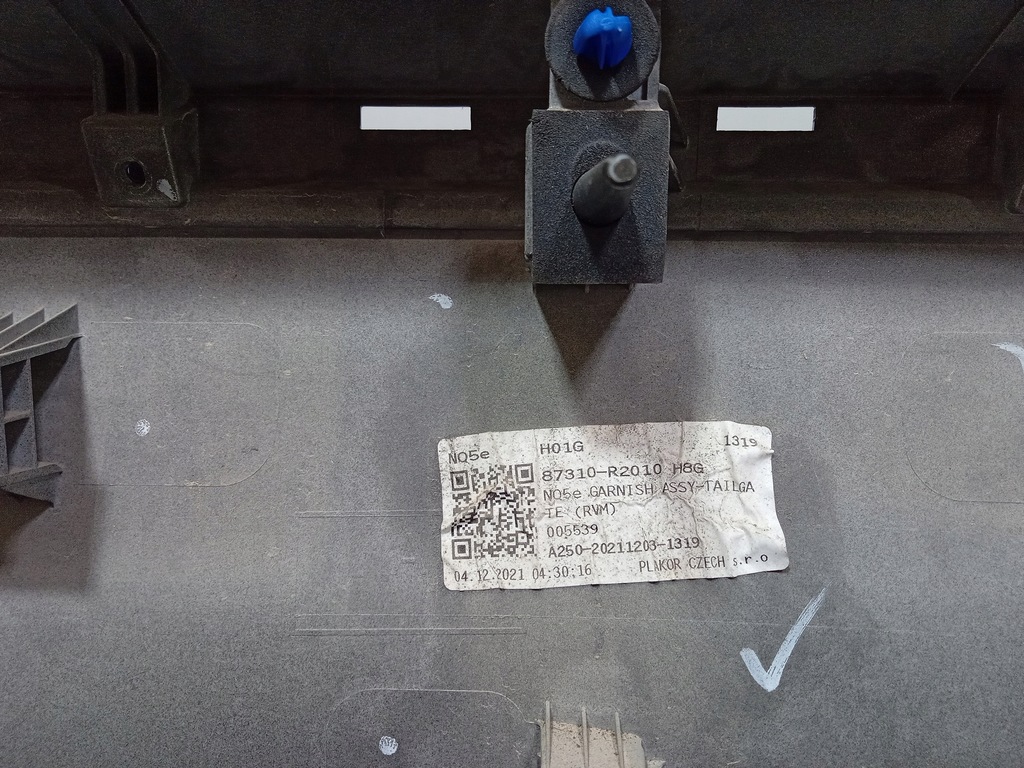 NQ5e H01G 1319
87310-R2010 H8G
NQ5e GARNISH ASSY-TAILGA
TE (RVM)
005539
A250-20211203-1319
04.12.2021 04:30:16 PLAKOR CZECH s.r.o